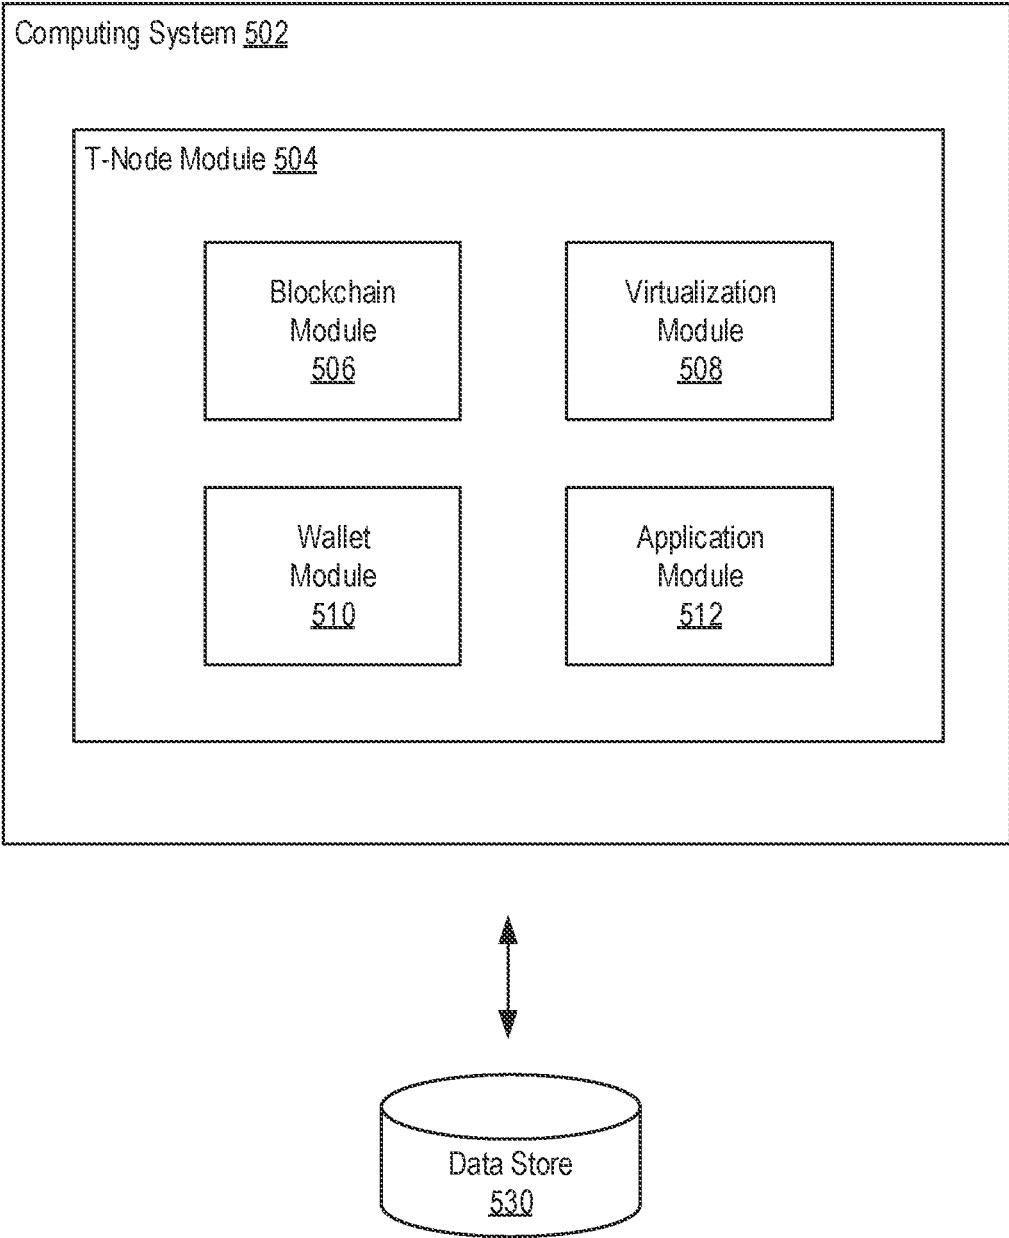 Computing System 502
T-Node Module 504
Blockchain
Module
506
Virtualization
Module
508
Wallet
Module
510
Application
Module
512
Data Store
530